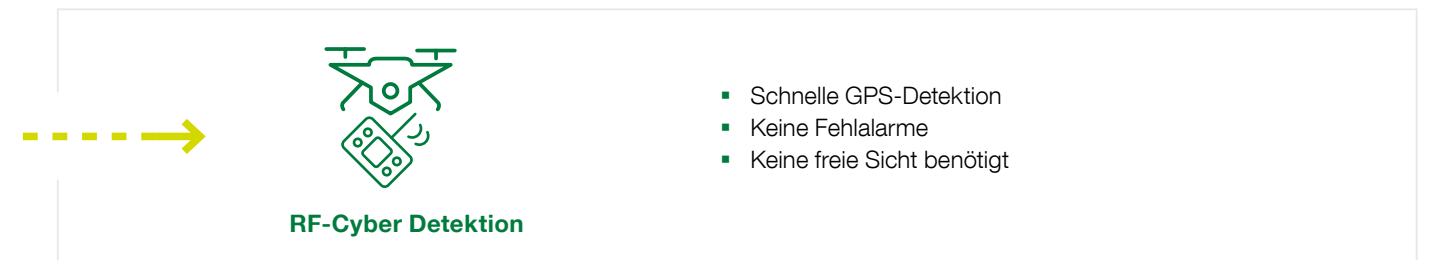 RF-Cyber Detektion
Schnelle GPS-Detektion
Keine Fehlalarme
Keine freie Sicht benötigt